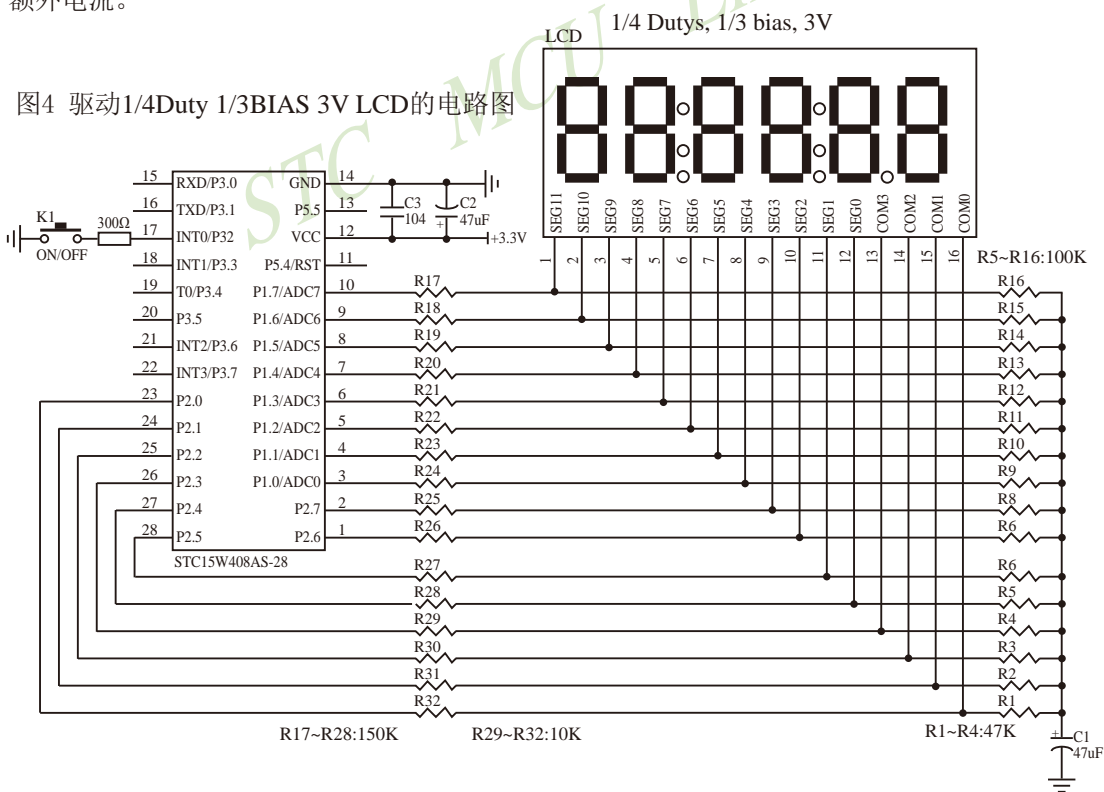 额外电流。
1/4 Dutys, 1/3 bias, 3V
LCD
图4 驱动1/4Duty 1/3BIAS 3V LCD的电路图
STC MCU
15 RXD/P3.0 GND 14
16 TXD/P3.1 P5.5 13
17 INT0/P32 VCC 12
18 INT1/P3.3 P5.4/RST 11
19 T0/P3.4 P1.7/ADC7 10
20 P3.5 P1.6/ADC6 9
21 INT2/P3.6 P1.5/ADC5 8
22 INT3/P3.7 P1.4/ADC4 7
23 P2.0 P1.3/ADC3 6
24 P2.1 P1.2/ADC2 5
25 P2.2 P1.1/ADC1 4
26 P2.3 P1.0/ADC0 3
27 P2.4 P2.7 2
28 P2.5 P2.6 1
STC15W408AS-28
K1
300Ω
ON/OFF
C3
104
C2
+ 47uF
+3.3V
SEG11 SEG10 SEG9 SEG8 SEG7 SEG6 SEG5 SEG4 SEG3 SEG2 SEG1 SEG0 COM3 COM2 COM1 COM0
1 2 3 4 5 6 7 8 9 10 11 12 13 14 15 16
R5~R16:100K
R17 R16
R18 R15
R19 R14
R20 R13
R21 R12
R22 R11
R23 R10
R24 R9
R25 R8
R26 R6
R27 R6
R28 R5
R29 R4
R30 R3
R31 R2
R32 R1
R17~R28:150K R29~R32:10K R1~R4:47K
+ C1
47uF